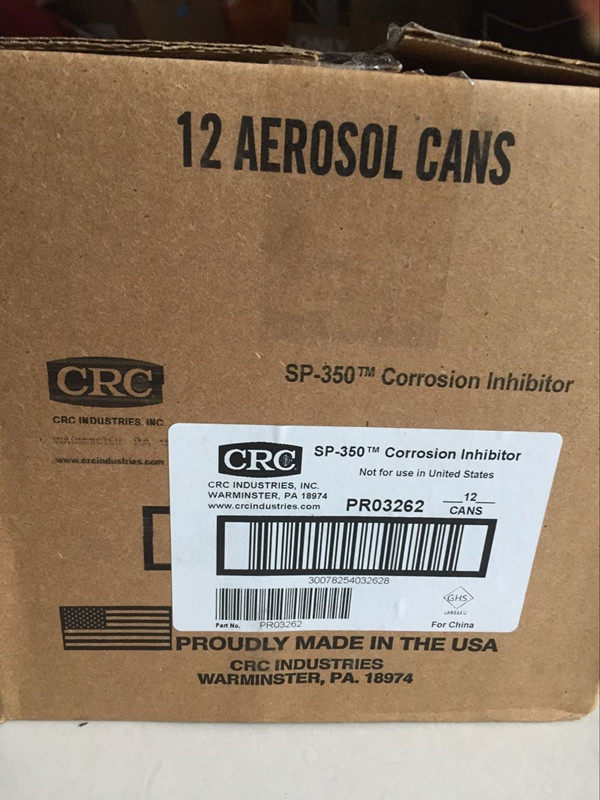 12 AEROSOL CANS
CRC
SP-350™ Corrosion Inhibitor
CRC INDUSTRIES, INC.
www.crcindustries.com
CRC
SP-350™ Corrosion Inhibitor
Not for use in United States
CRC INDUSTRIES, INC.
WARMINSTER, PA 18974
www.crcindustries.com
PR03262
12
CANS
30078254032628
GHS
LABELED
Part No. PR03262
For China
PROUDLY MADE IN THE USA
CRC INDUSTRIES
WARMINSTER, PA. 18974